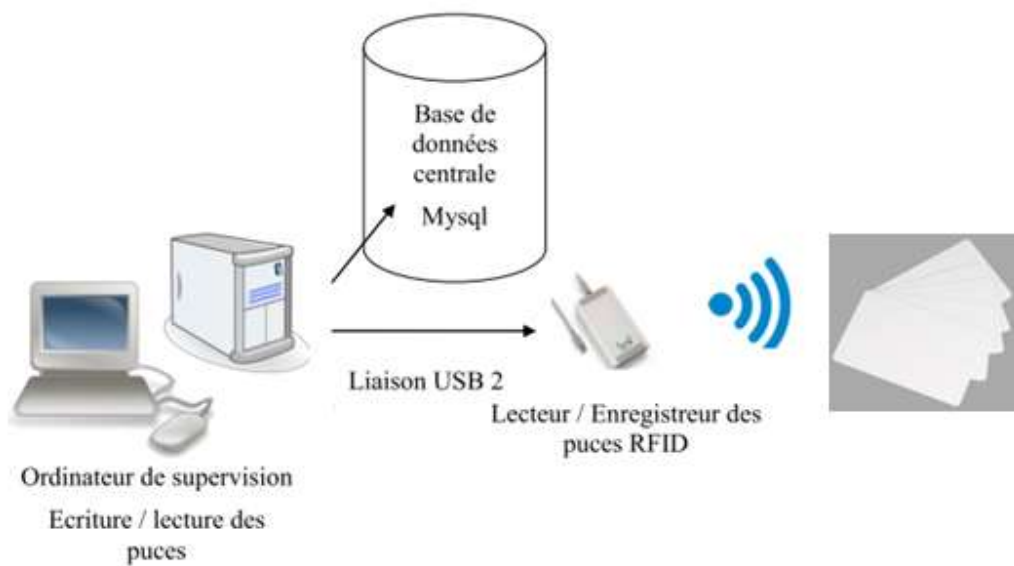 Base de
données
centrale
Mysql
Liaison USB 2
Lecteur / Enregistreur des
puces RFID
Ordinateur de supervision
Ecriture / lecture des
puces